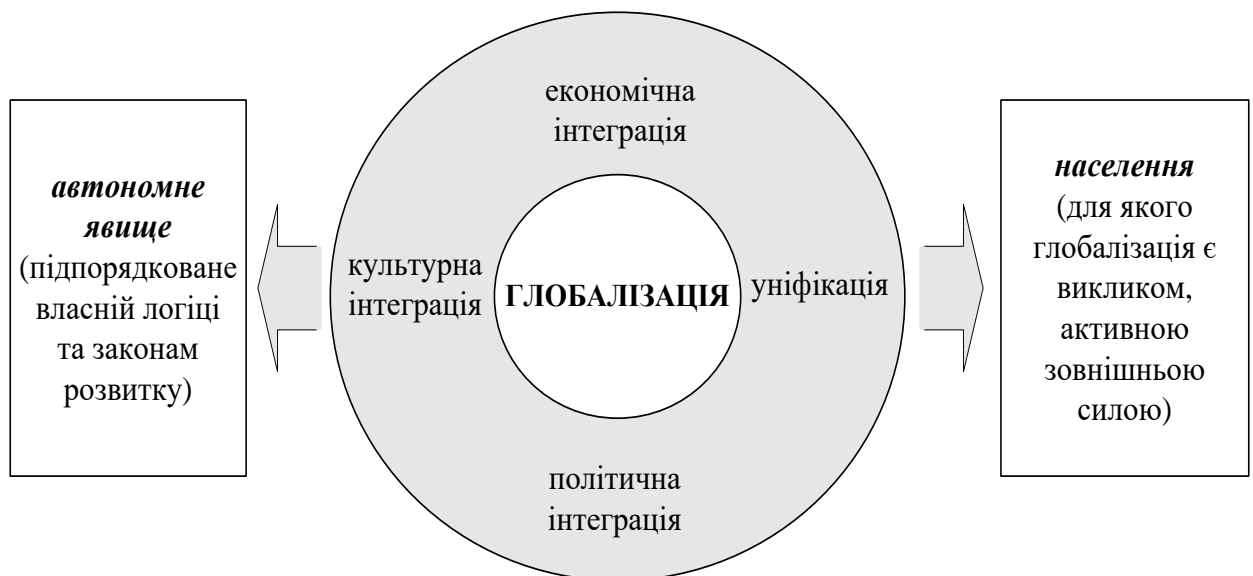 автономне
явище
(підпорядковане
власній логіці
та законам
розвитку)
економічна
інтеграція
культурна
інтеграція
ГЛОБАЛІЗАЦІЯ
уніфікація
політична
інтеграція
населення
(для якого
глобалізація є
викликом,
активною
зовнішньою
силою)